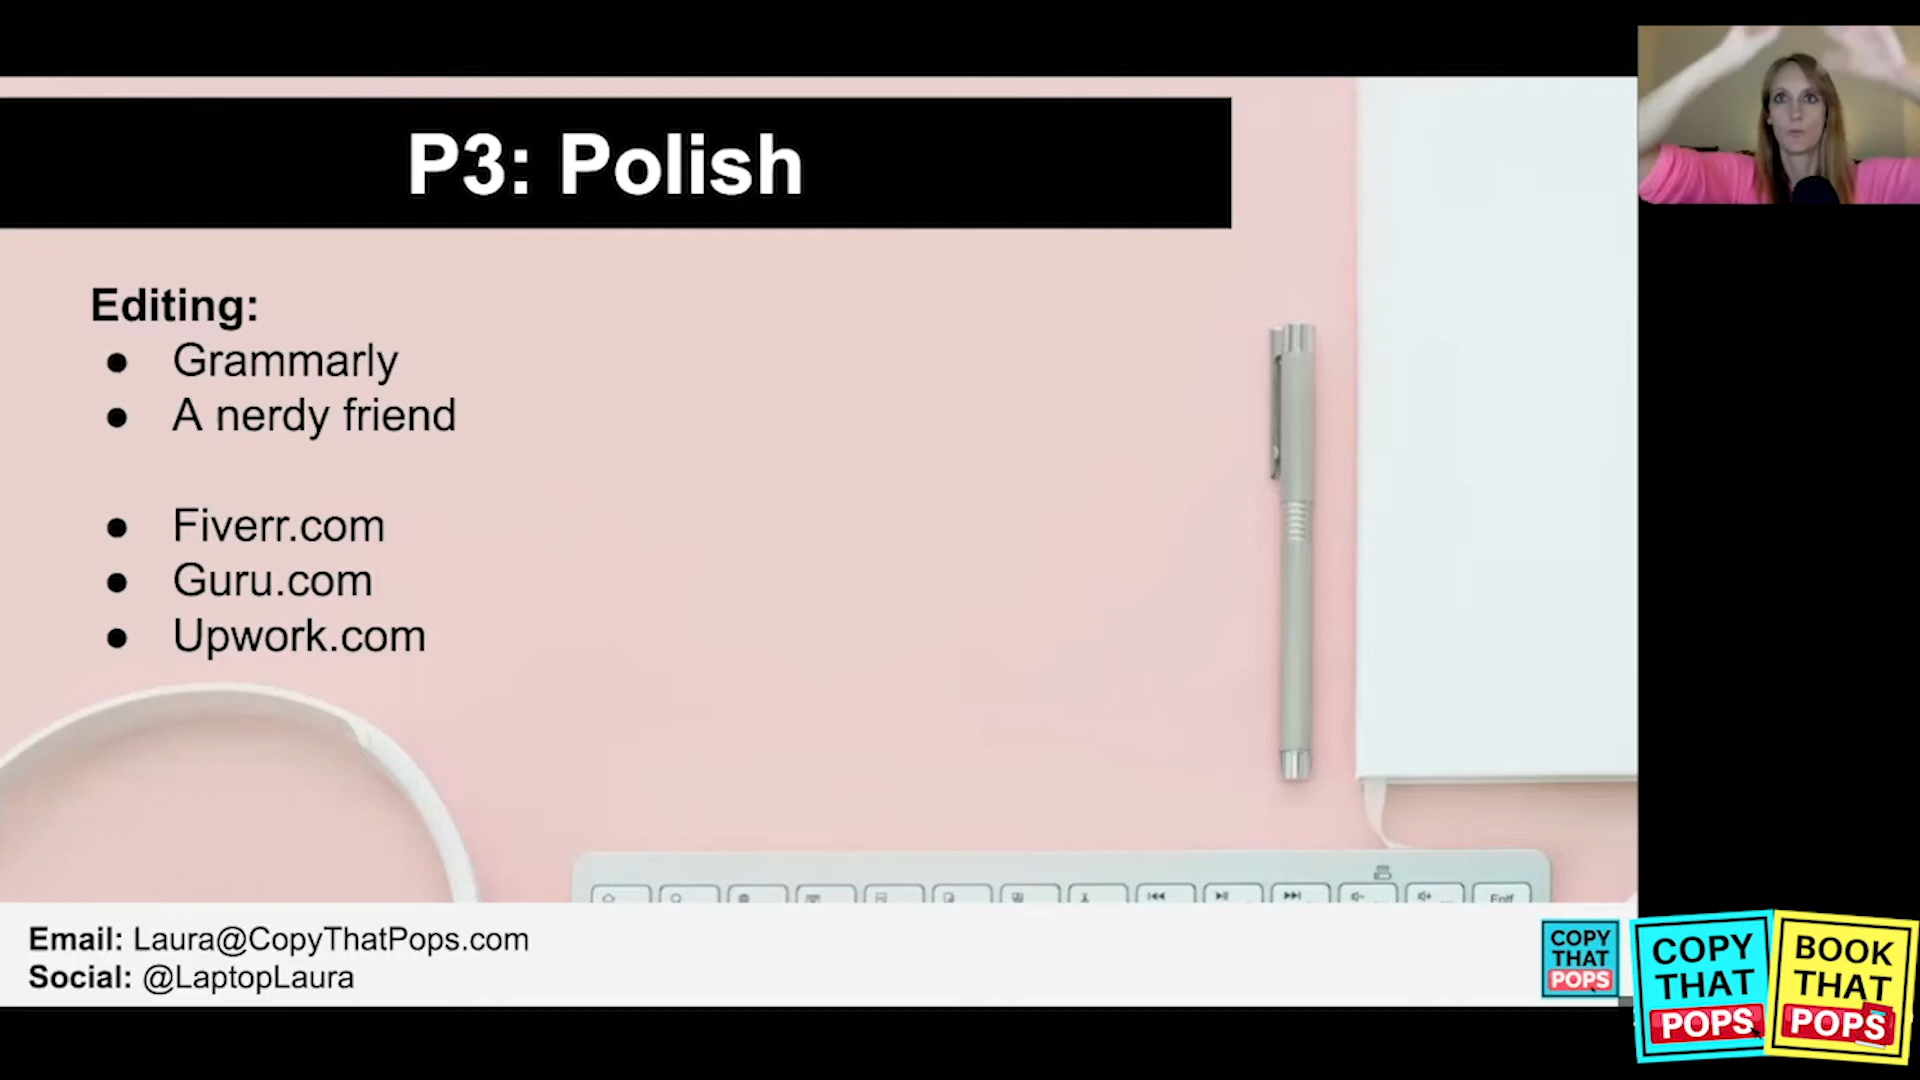 P3: Polish
Editing:
● Grammarly
● A nerdy friend
● Fiverr.com
● Guru.com
● Upwork.com
Email: Laura@CopyThatPops.com
Social: @LaptopLaura
COPY
THAT
POPS
COPY
THAT
POPS
BOOK
THAT
POPS